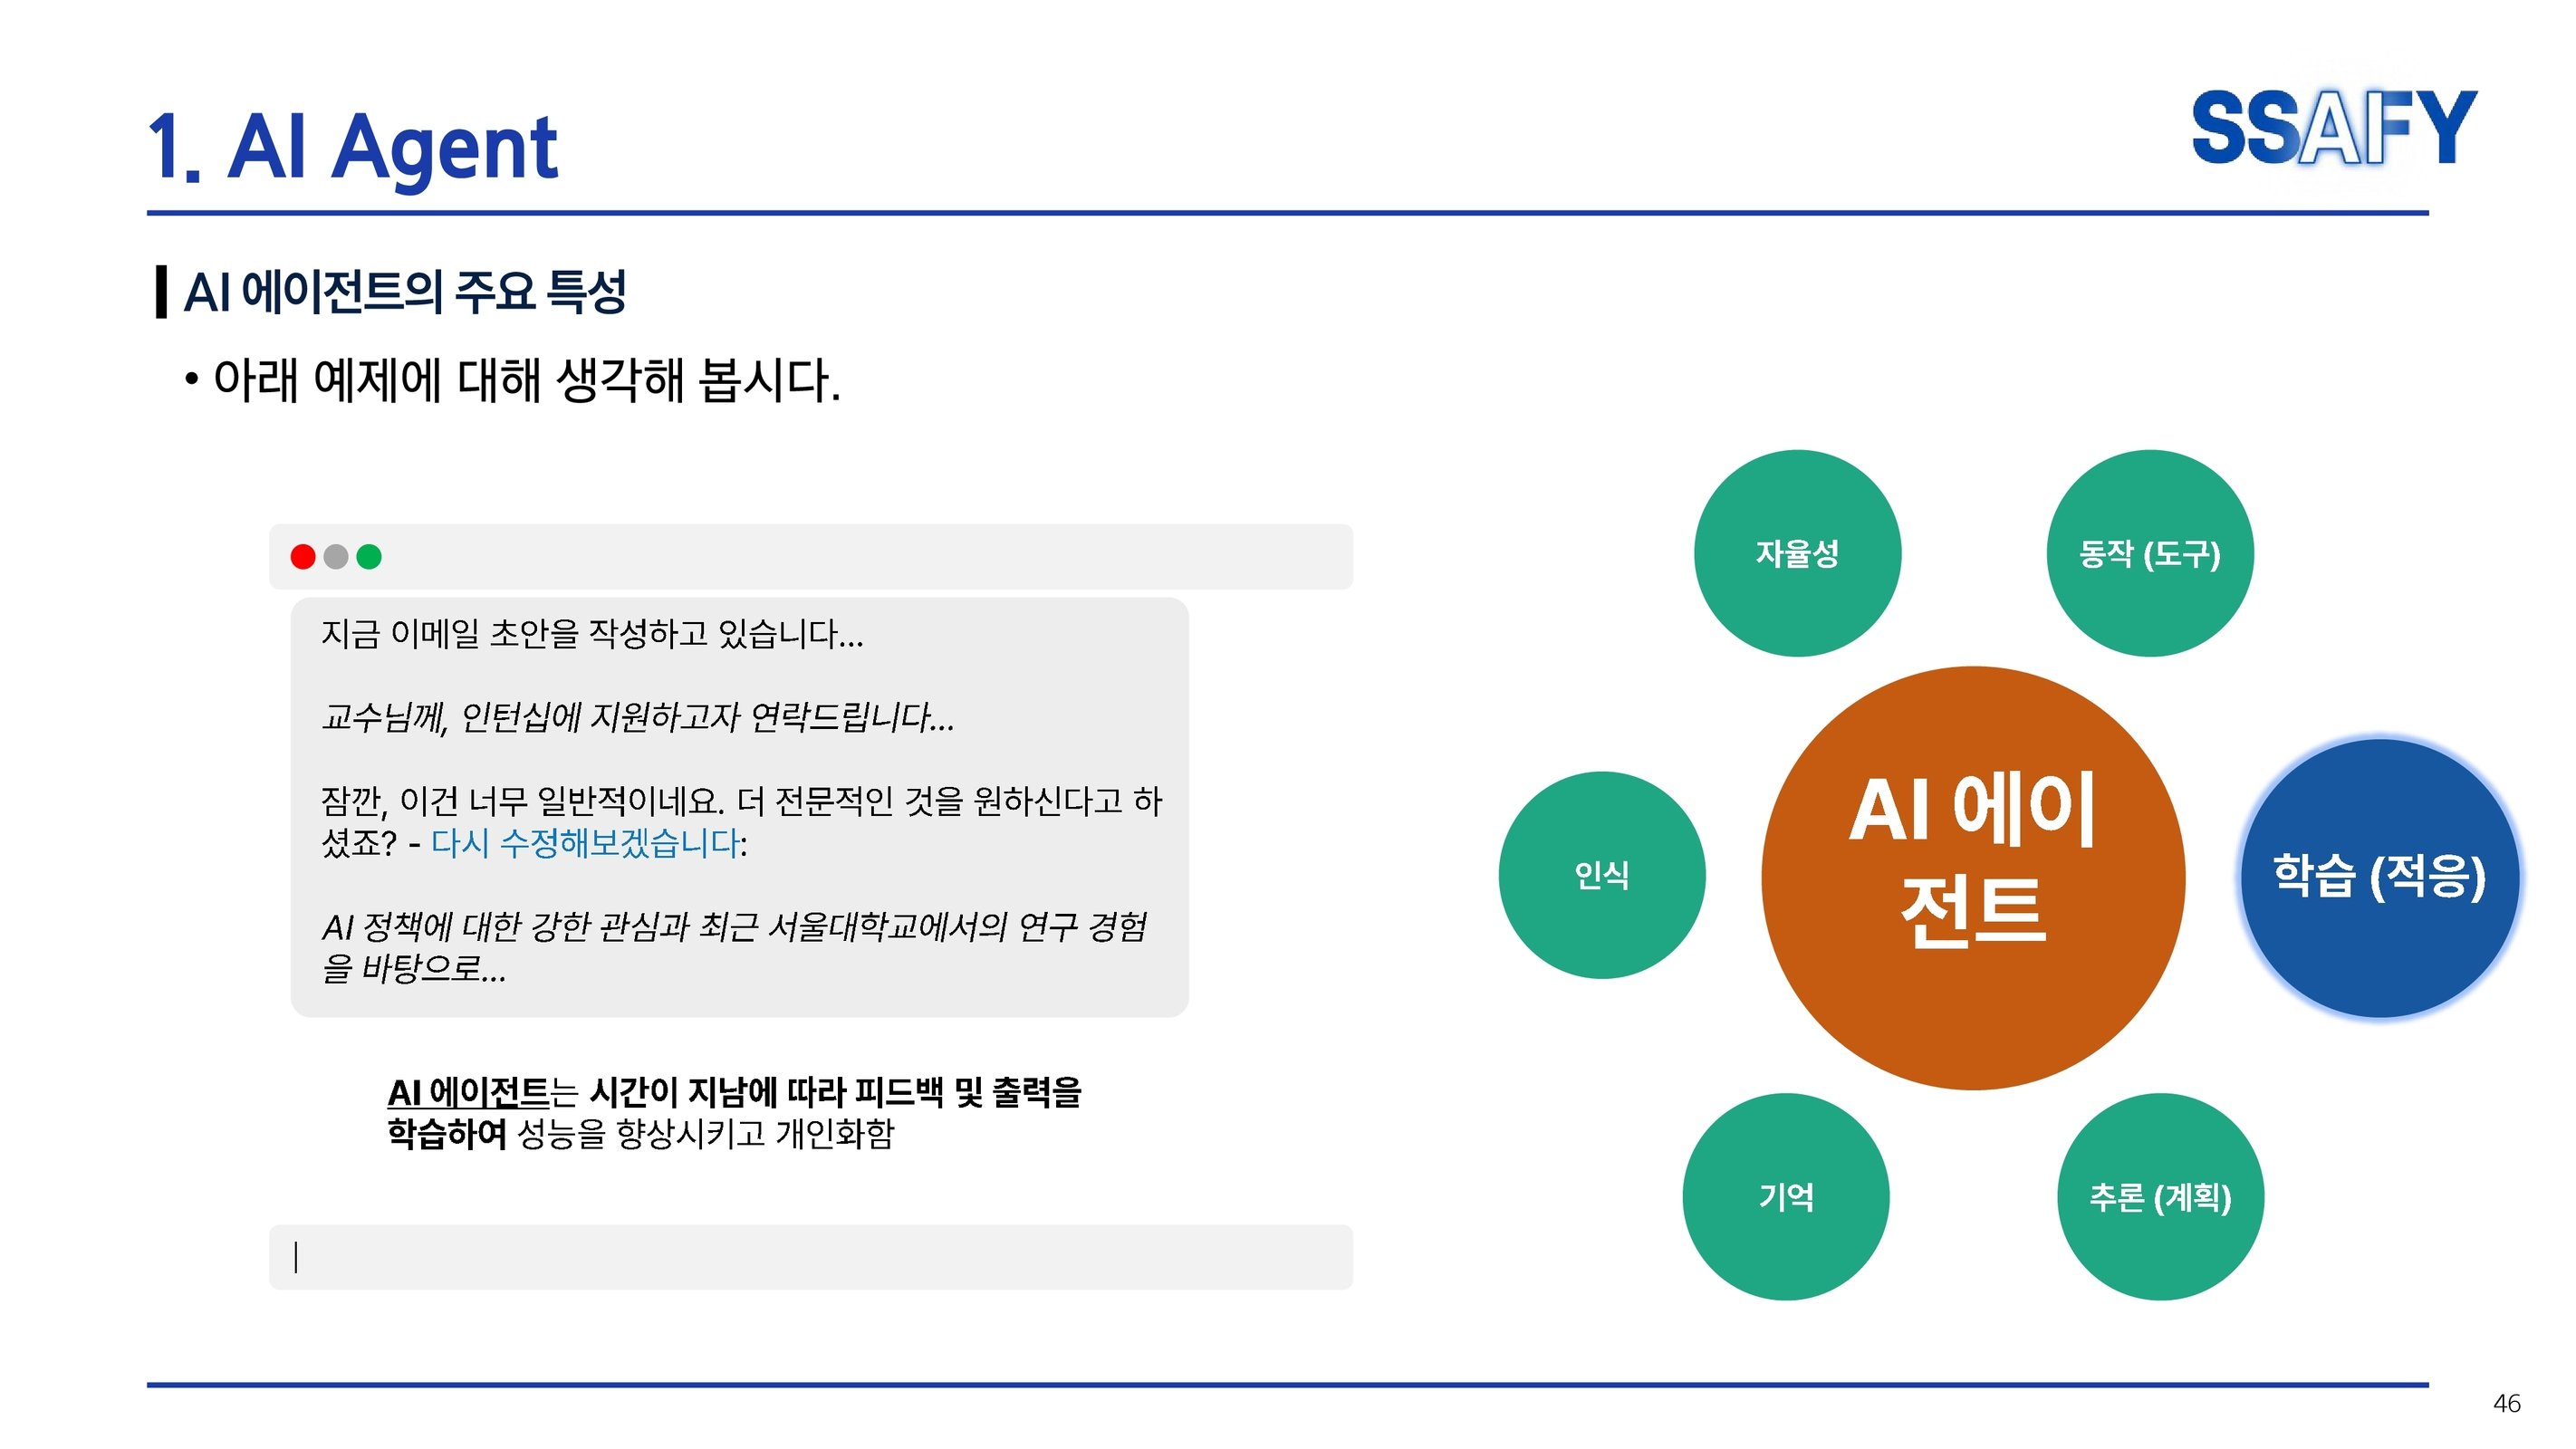 1. AI Agent
SSAFY
AI 에이전트의 주요 특성
• 아래 예제에 대해 생각해 봅시다.
지금 이메일 초안을 작성하고 있습니다...
교수님께, 인턴십에 지원하고자 연락드립니다...
잠깐, 이건 너무 일반적이네요. 더 전문적인 것을 원하신다고 하
셨죠? - 다시 수정해보겠습니다:
AI 정책에 대한 강한 관심과 최근 서울대학교에서의 연구 경험
을 바탕으로...
AI 에이전트는 시간이 지남에 따라 피드백 및 출력을
학습하여 성능을 향상시키고 개인화함
자율성
동작 (도구)
인식
AI 에이
전트
학습 (적응)
기억
추론 (계획)
46